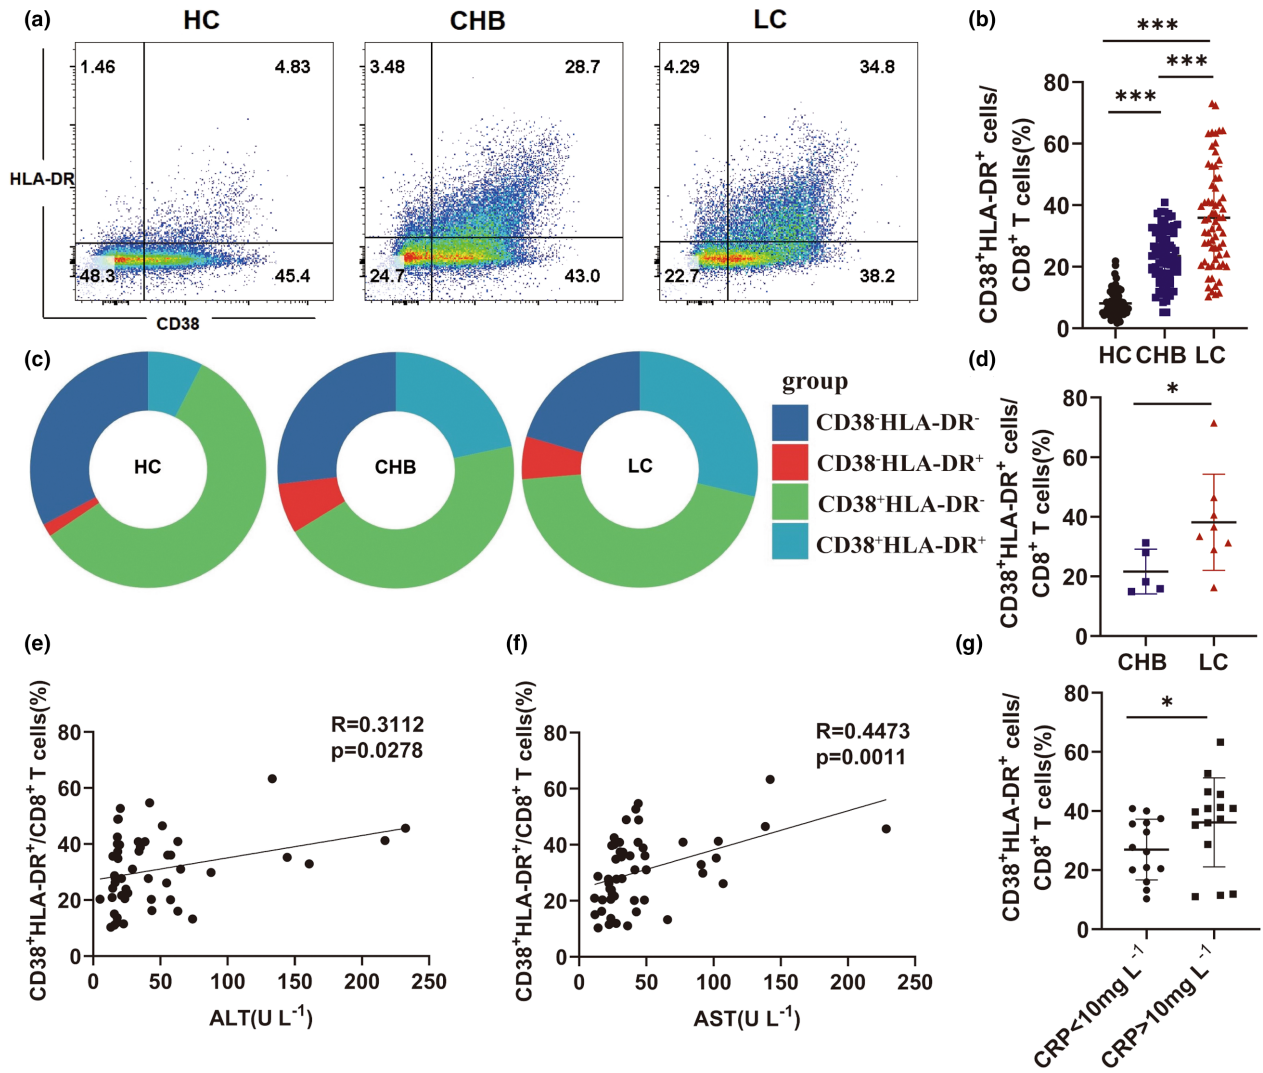 (a)
HC
CHB
LC
1.46
4.83
3.48
28.7
4.29
34.8
HLA-DR
48.3
45.4
24.7
43.0
22.7
38.2
CD38
(b)
***
***
***
CD38⁺HLA-DR⁺ cells/
CD8⁺ T cells(%)
80
60
40
20
0
HC CHB LC
(c)
HC
CHB
LC
group
CD38⁻HLA-DR⁻
CD38⁻HLA-DR⁺
CD38⁺HLA-DR⁻
CD38⁺HLA-DR⁺
(d)
*
CD38⁺HLA-DR⁺ cells/
CD8⁺ T cells(%)
80
60
40
20
0
CHB LC
(e)
CD38⁺HLA-DR⁺/CD8⁺ T cells(%)
R=0.3112
p=0.0278
80
60
40
20
0
0 50 100 150 200 250
ALT(U L⁻¹)
(f)
CD38⁺HLA-DR⁺/CD8⁺ T cells(%)
R=0.4473
p=0.0011
80
60
40
20
0
0 50 100 150 200 250
AST(U L⁻¹)
(g)
*
CD38⁺HLA-DR⁺ cells/
CD8⁺ T cells(%)
80
60
40
20
0
CRP<10mg L⁻¹
CRP>10mg L⁻¹